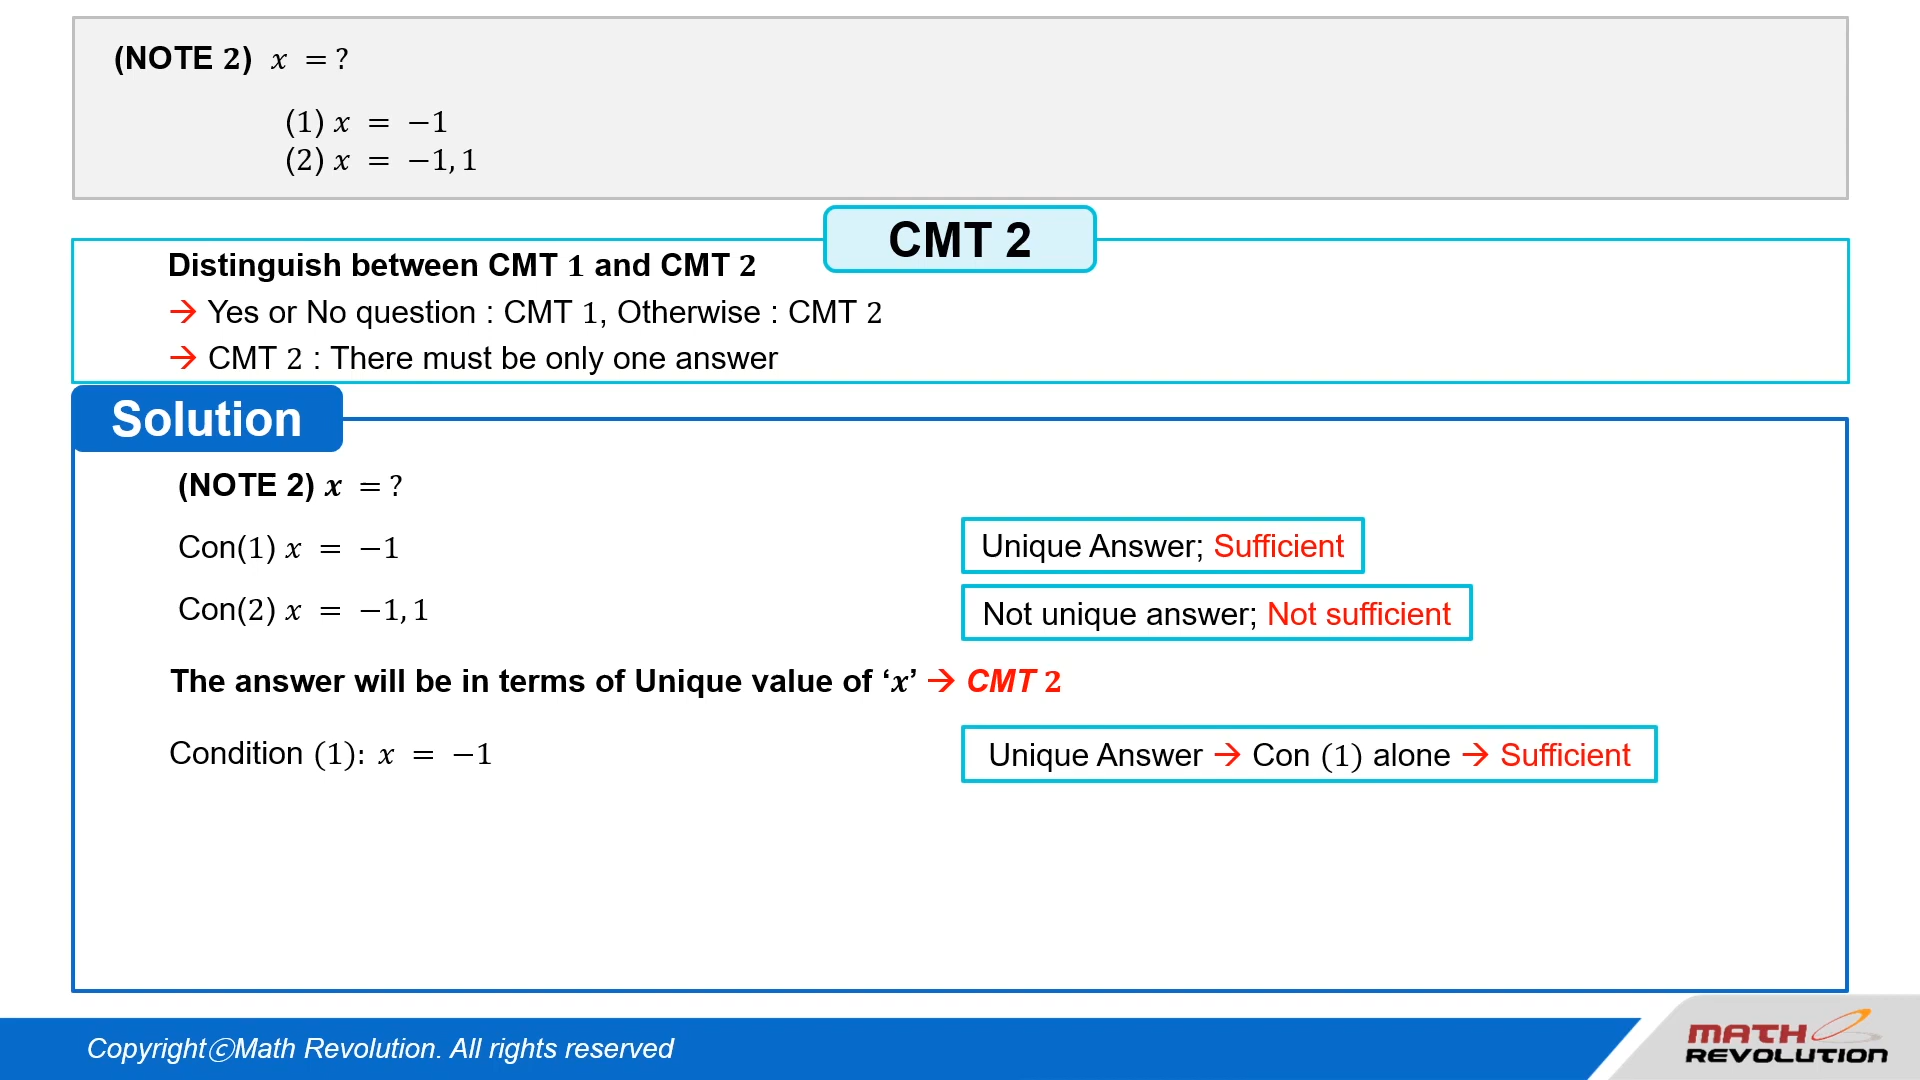 (NOTE 2) x = ?
(1) x = −1
(2) x = −1, 1
CMT 2
Distinguish between CMT 1 and CMT 2
→ Yes or No question : CMT 1, Otherwise : CMT 2
→ CMT 2 : There must be only one answer
Solution
(NOTE 2) x = ?
Con(1) x = −1
Unique Answer; Sufficient
Con(2) x = −1, 1
Not unique answer; Not sufficient
The answer will be in terms of Unique value of ‘x’ → CMT 2
Condition (1): x = −1
Unique Answer → Con (1) alone → Sufficient
CopyrightⓒMath Revolution. All rights reserved
MATH
REVOLUTION